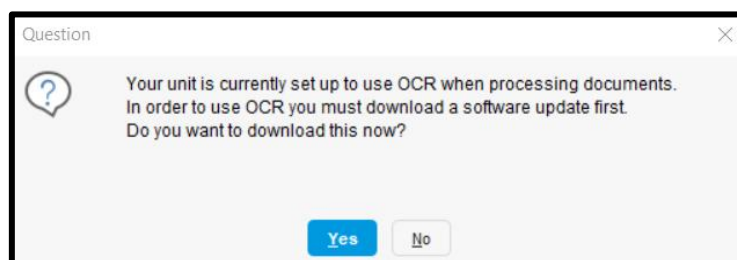 Question
?
Your unit is currently set up to use OCR when processing documents.
In order to use OCR you must download a software update first.
Do you want to download this now?
Yes No